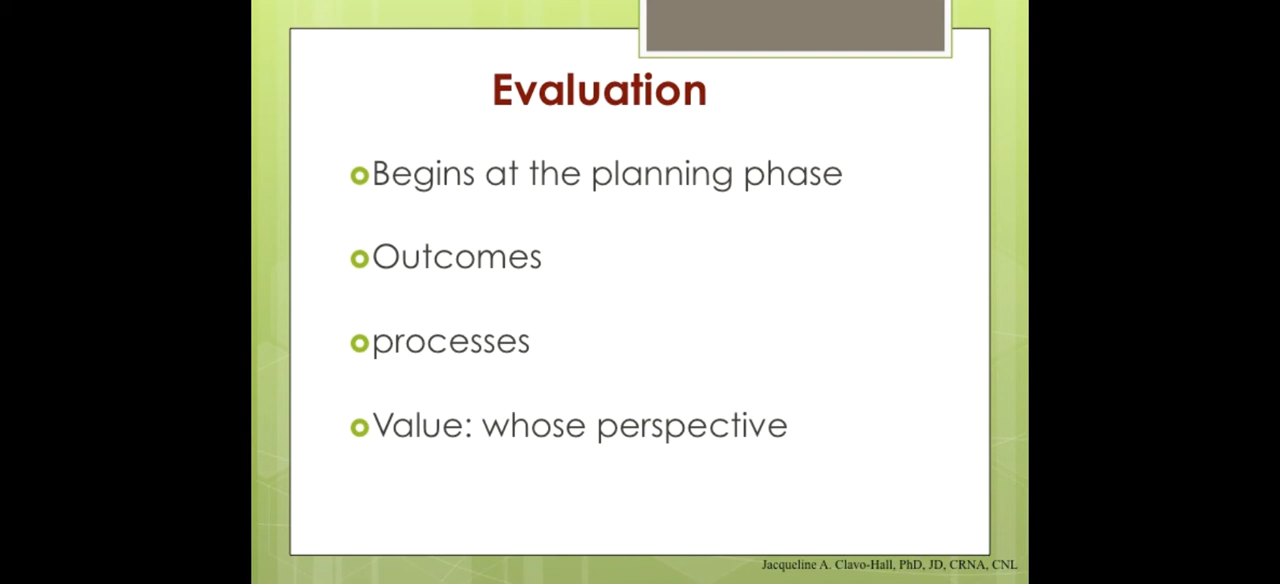 Evaluation
Begins at the planning phase
Outcomes
processes
Value: whose perspective
Jacqueline A. Clavo-Hall, PhD, JD, CRNA, CNL